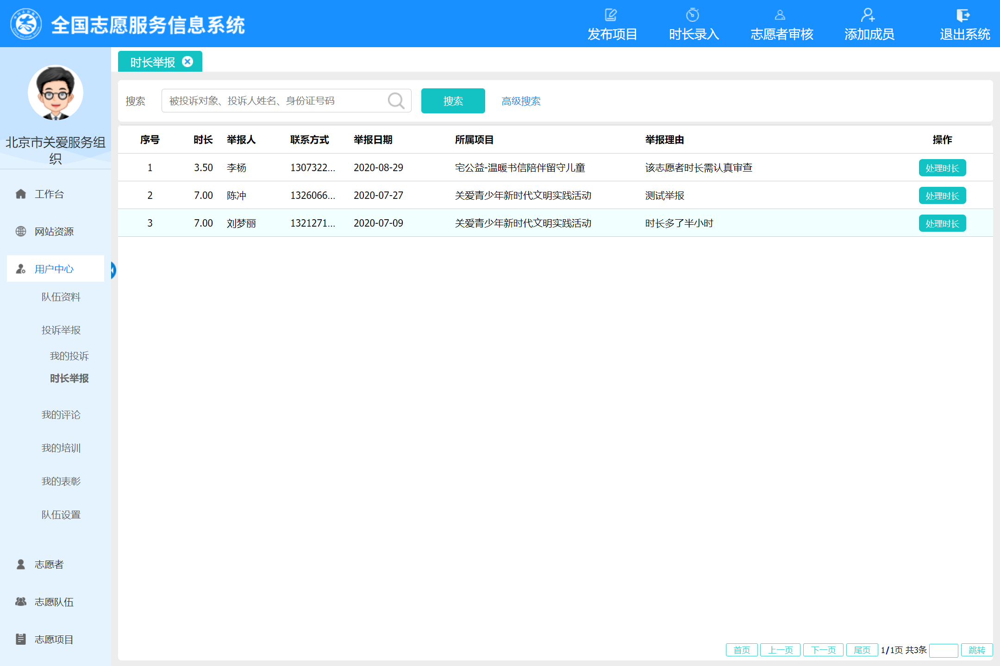 全国志愿服务信息系统
发布项目
时长录入
志愿者审核
添加成员
退出系统
北京市关爱服务组
织
工作台
网站资源
用户中心
队伍资料
投诉举报
我的投诉
时长举报
我的评论
我的培训
我的表彰
队伍设置
志愿者
志愿队伍
志愿项目
时长举报
搜索 被投诉对象、投诉人姓名、身份证号码 搜索 高级搜索
序号 时长 举报人 联系方式 举报日期 所属项目 举报理由 操作
1 3.50 李杨 1307322... 2020-08-29 宅公益-温暖书信陪伴留守儿童 该志愿者时长需认真审查 处理时长
2 7.00 陈冲 1326066... 2020-07-27 关爱青少年新时代文明实践活动 测试举报 处理时长
3 7.00 刘梦丽 1321271... 2020-07-09 关爱青少年新时代文明实践活动 时长多了半小时 处理时长
首页 上一页 下一页 尾页 1/1页 共3条 跳转